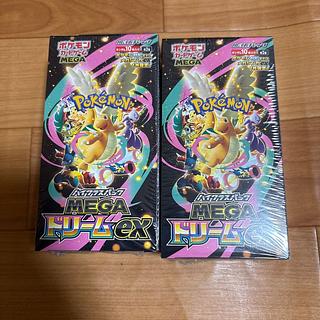 ポケモン
カードゲーム
MEGA
Pokémon
ハイクラスパック
MEGA
ドリームex
ポケモン
カードゲーム
MEGA
Pokémon
ハイクラスパック
MEGA
ドリームe